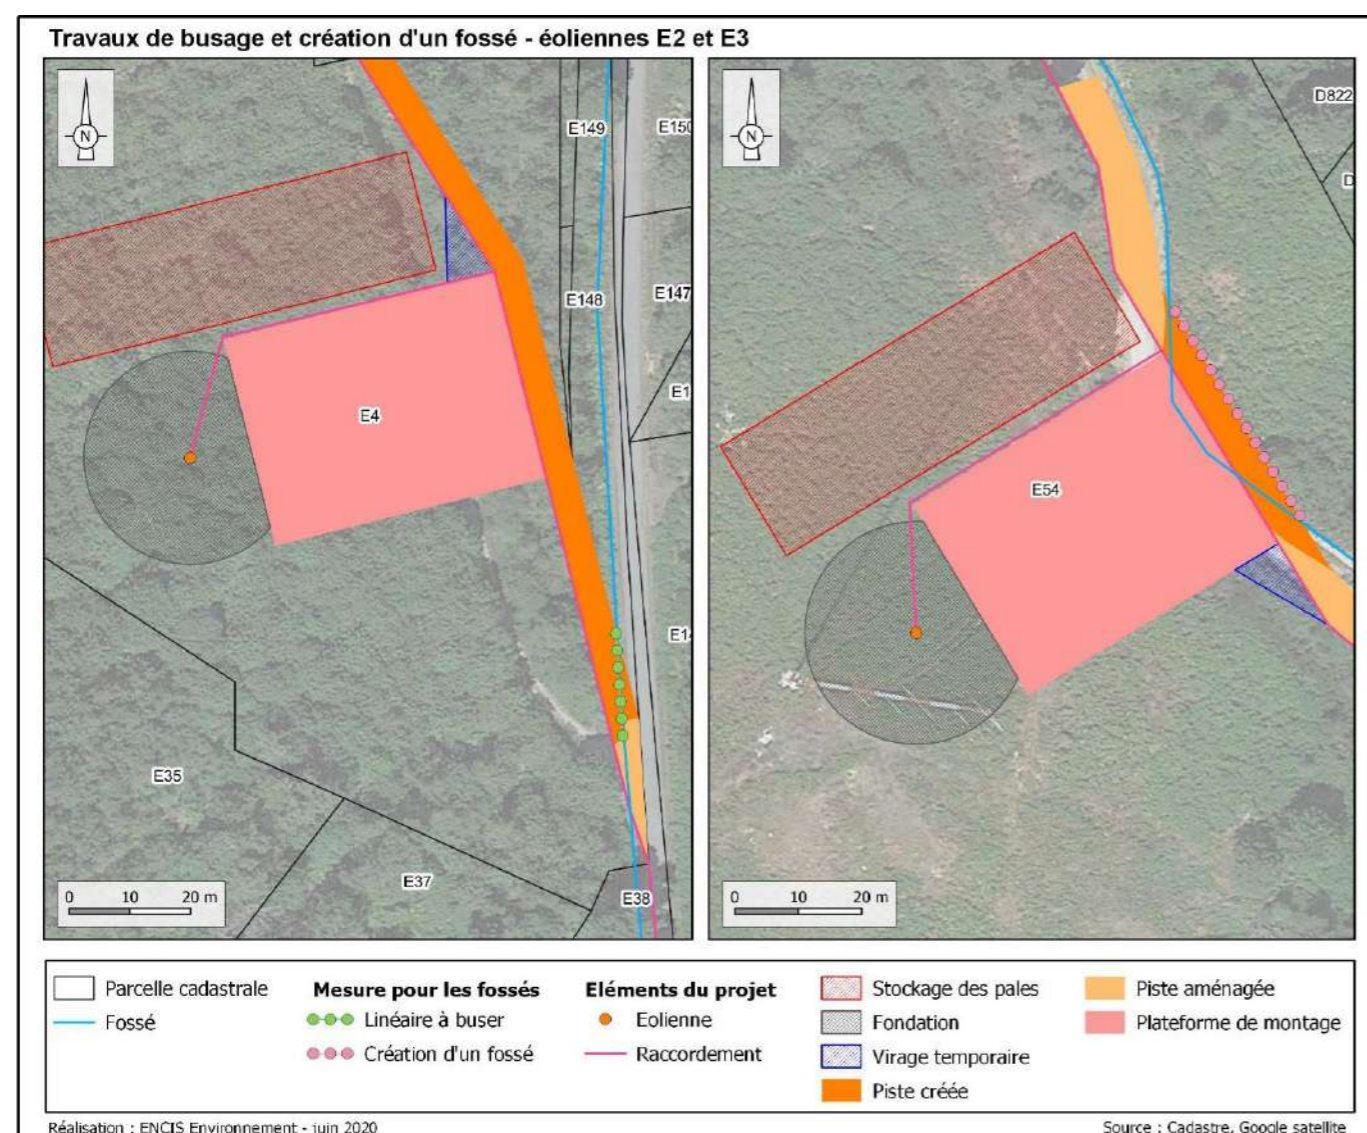 Travaux de busage et création d'un fossé - éoliennes E2 et E3
N
E149
E148
E147
E4
E35
E37
E38
0 10 20 m
N
D822
E54
0 10 20 m
Parcelle cadastrale
Fossé
Mesure pour les fossés
Linéaire à buser
Création d'un fossé
Eléments du projet
Eolienne
Raccordement
Stockage des pales
Fondation
Virage temporaire
Piste créée
Piste aménagée
Plateforme de montage
Réalisation : ENCIS Environnement - juin 2020
Source : Cadastre, Google satellite